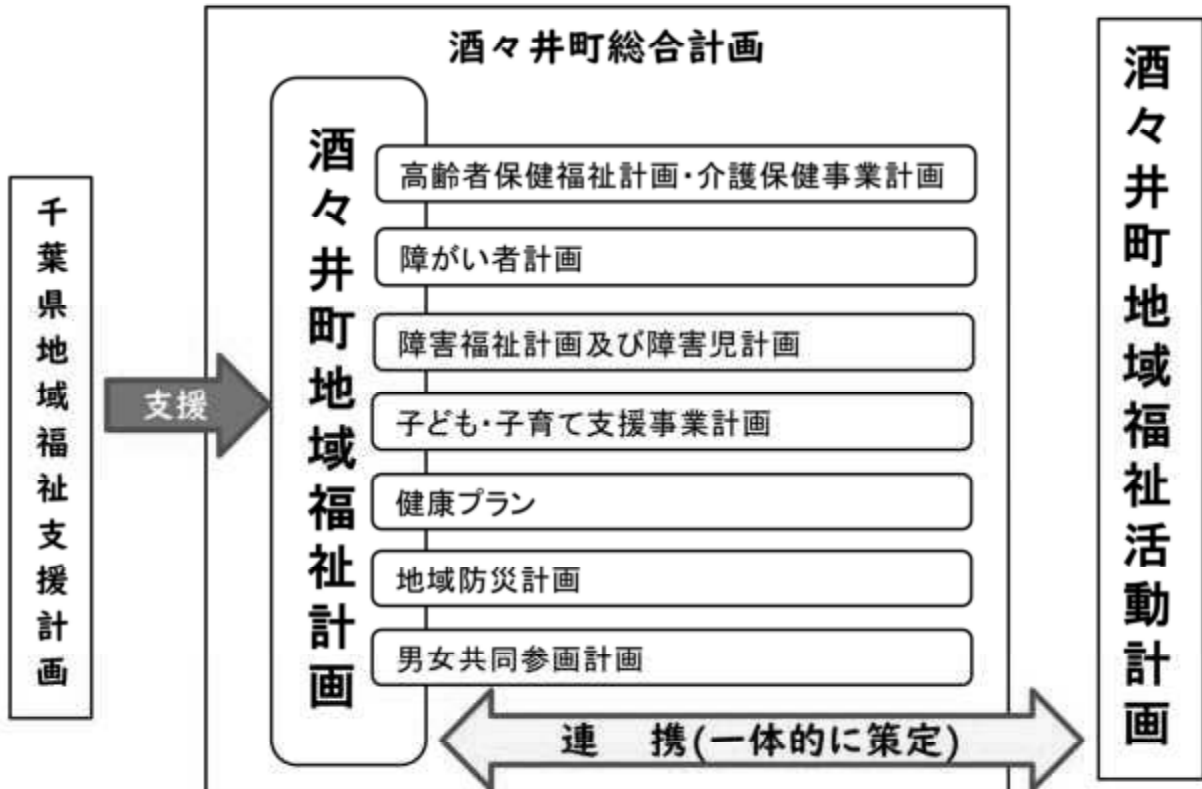 酒々井町総合計画
千葉県地域福祉支援計画
支援
酒々井町地域福祉計画
高齢者保健福祉計画・介護保健事業計画
障がい者計画
障害福祉計画及び障害児計画
子ども・子育て支援事業計画
健康プラン
地域防災計画
男女共同参画計画
連　携(一体的に策定)
酒々井町地域福祉活動計画